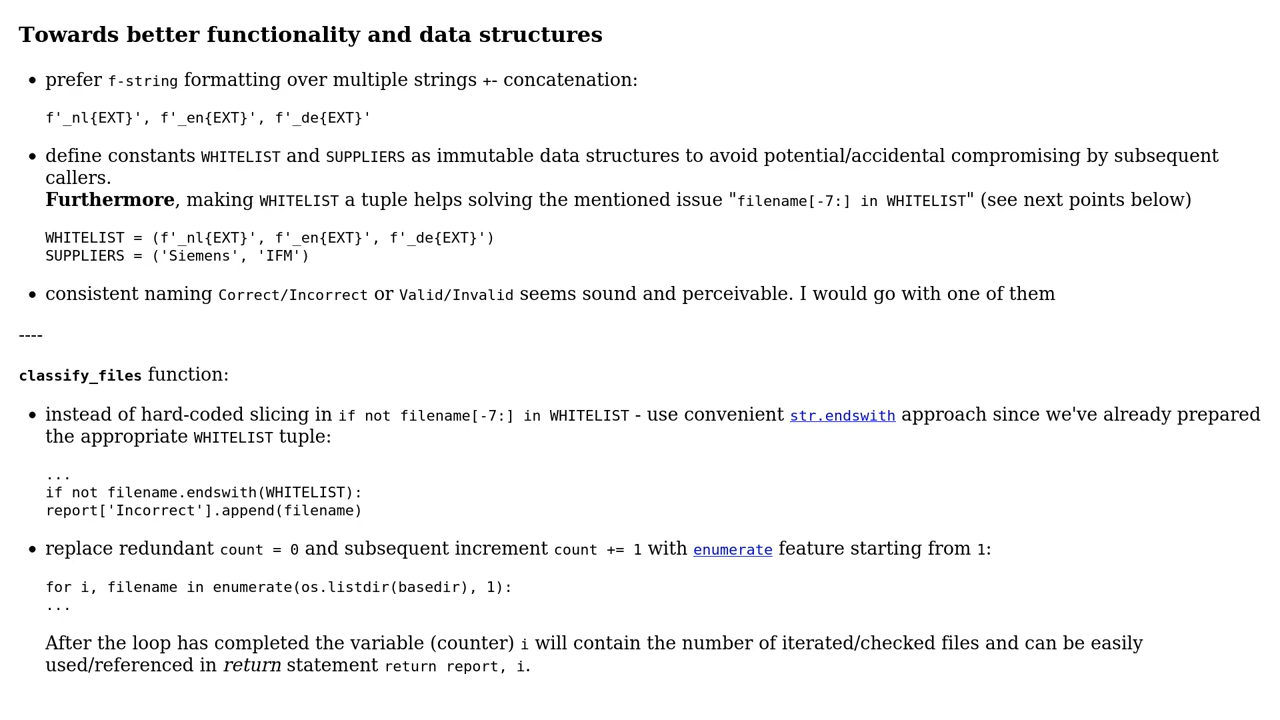 Towards better functionality and data structures
• prefer f-string formatting over multiple strings +- concatenation:
f'_nl{EXT}', f'_en{EXT}', f'_de{EXT}'
• define constants WHITELIST and SUPPLIERS as immutable data structures to avoid potential/accidental compromising by subsequent
callers.
Furthermore, making WHITELIST a tuple helps solving the mentioned issue "filename[-7:] in WHITELIST" (see next points below)
WHITELIST = (f'_nl{EXT}', f'_en{EXT}', f'_de{EXT}')
SUPPLIERS = ('Siemens', 'IFM')
• consistent naming Correct/Incorrect or Valid/Invalid seems sound and perceivable. I would go with one of them
----
classify_files function:
• instead of hard-coded slicing in if not filename[-7:] in WHITELIST - use convenient str.endswith approach since we've already prepared
the appropriate WHITELIST tuple:
...
if not filename.endswith(WHITELIST):
report['Incorrect'].append(filename)
• replace redundant count = 0 and subsequent increment count += 1 with enumerate feature starting from 1:
for i, filename in enumerate(os.listdir(basedir), 1):
...
After the loop has completed the variable (counter) i will contain the number of iterated/checked files and can be easily
used/referenced in return statement return report, i.